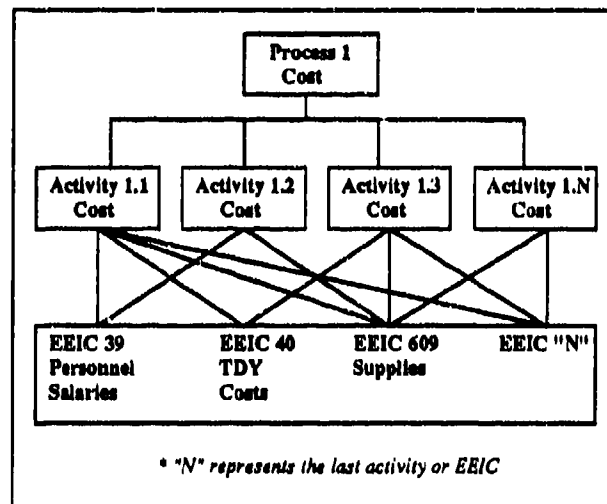 Process 1
Cost
Activity 1.1
Cost
Activity 1.2
Cost
Activity 1.3
Cost
Activity 1.N
Cost
EEIC 39
Personnel
Salaries
EEIC 40
TDY
Costs
EEIC 609
Supplies
EEIC "N"
* "N" represents the last activity or EEIC